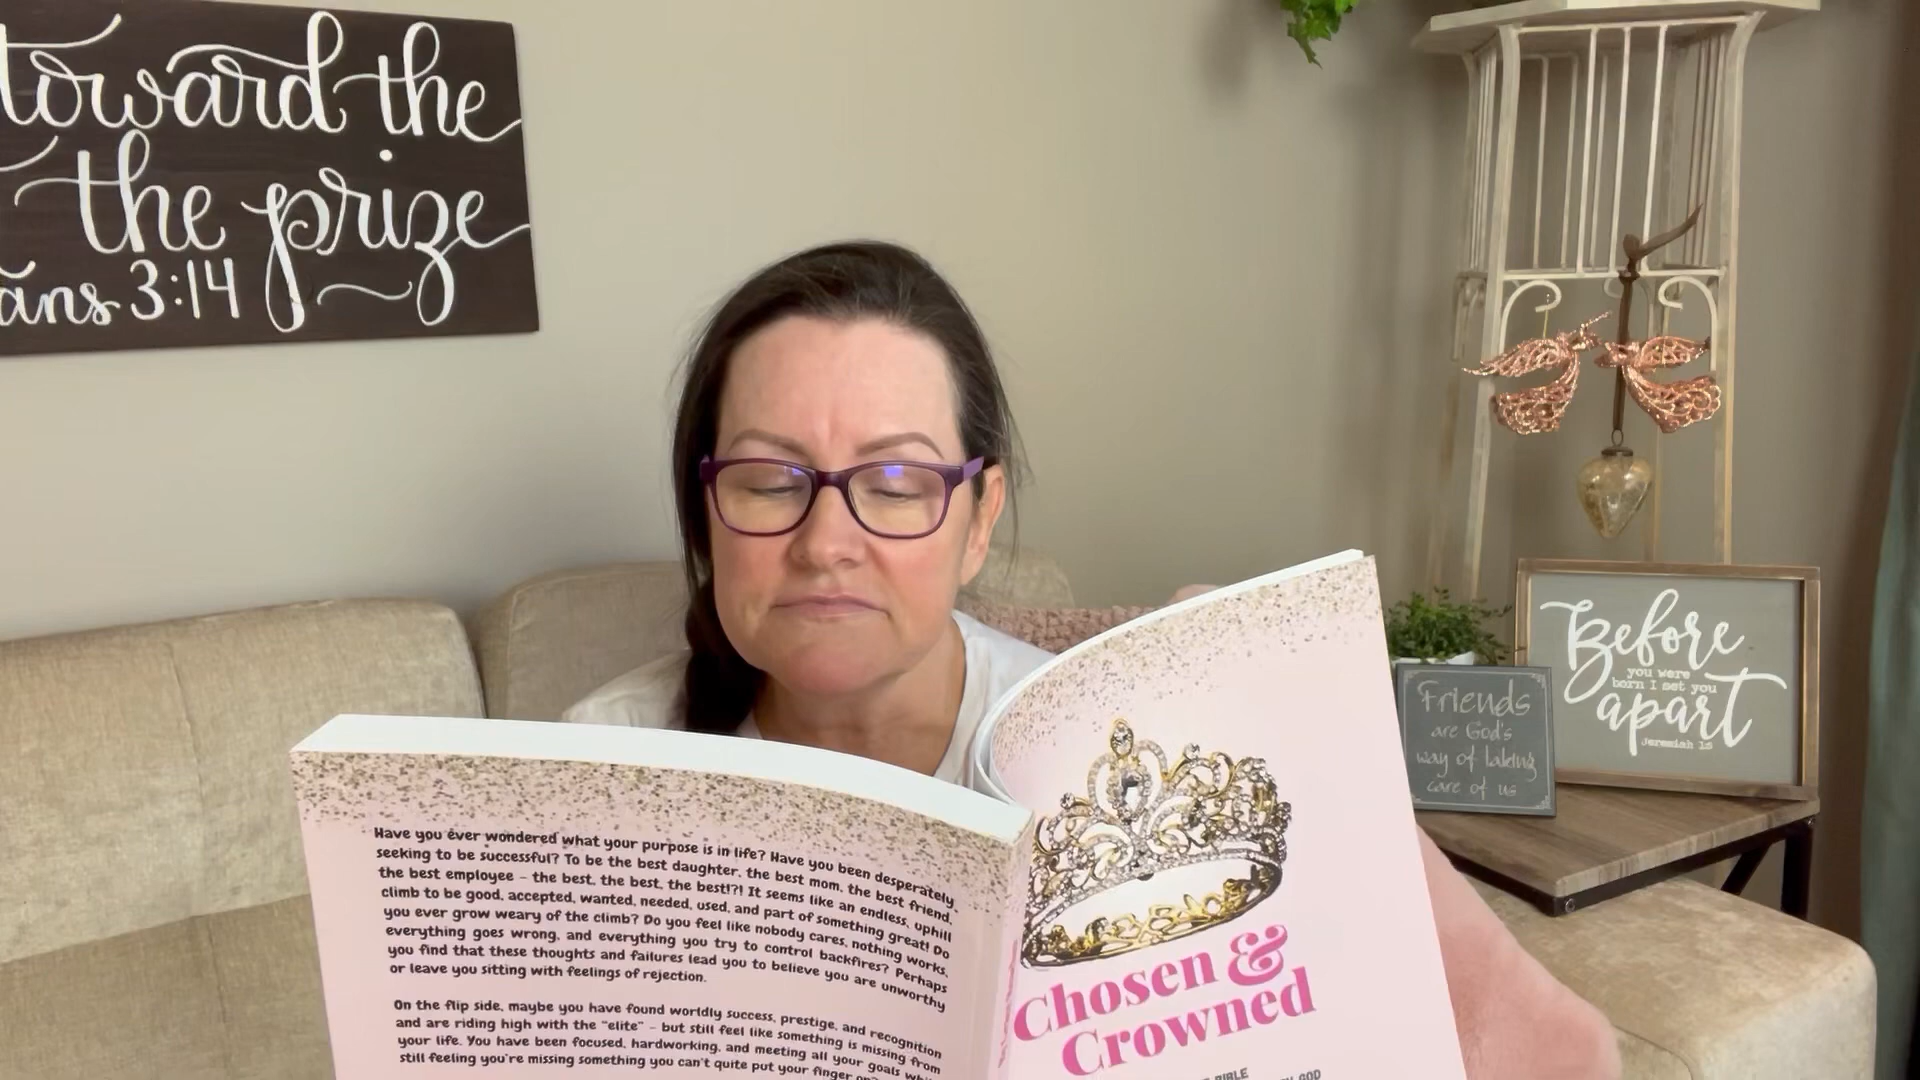 toward the
the prize
ans 3:14
Before
you were
born I set you
apart
Jeremiah 1:5
Friends
are God's
way of taking
care of us
Have you ever wondered what your purpose is in life? Have you been desperately
seeking to be successful? To be the best daughter, the best mom, the best friend,
the best employee – the best, the best, the best!?! It seems like an endless, uphill
climb to be good, accepted, wanted, needed, used, and part of something great! Do
you ever grow weary of the climb? Do you feel like nobody cares, nothing works,
everything goes wrong, and everything you try to control backfires? Perhaps
you find that these thoughts and failures lead you to believe you are unworthy
or leave you sitting with feelings of rejection.
On the flip side, maybe you have found worldly success, prestige, and recognition
and are riding high with the "elite" – but still feel like something is missing from
your life. You have been focused, hardworking, and meeting all your goals
still feeling you're missing something you can't quite put your finger
Chosen &
Crowned
BIBLE
GOD